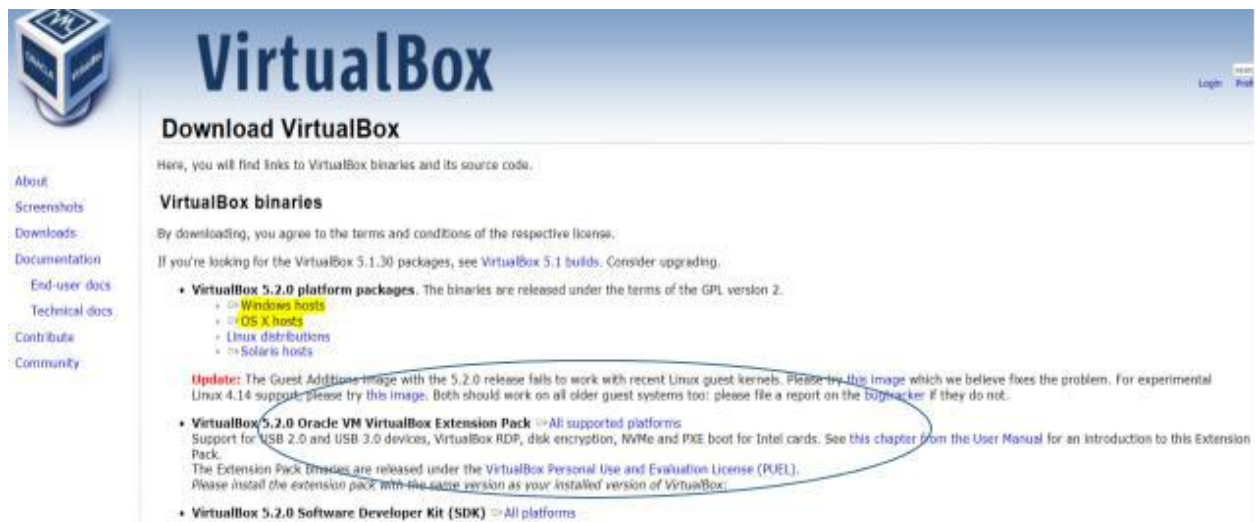 VirtualBox
Login
Download VirtualBox
Here, you will find links to VirtualBox binaries and its source code.
About
Screenshots
Downloads
Documentation
End-user docs
Technical docs
Contribute
Community
VirtualBox binaries
By downloading, you agree to the terms and conditions of the respective license.
If you're looking for the VirtualBox 5.1.30 packages, see VirtualBox 5.1 builds. Consider upgrading.
• VirtualBox 5.2.0 platform packages. The binaries are released under the terms of the GPL version 2.
Windows hosts
OS X hosts
Linux distributions
Solaris hosts
Update: The Guest Additions image with the 5.2.0 release fails to work with recent Linux guest kernels. Please try this image which we believe fixes the problem. For experimental
Linux 4.14 support, please try this image. Both should work on all older guest systems too: please file a report on the bugtracker if they do not.
• VirtualBox 5.2.0 Oracle VM VirtualBox Extension Pack All supported platforms
Support for USB 2.0 and USB 3.0 devices, VirtualBox RDP, disk encryption, NVMe and PXE boot for Intel cards. See this chapter from the User Manual for an introduction to this Extension
Pack.
The Extension Pack binaries are released under the VirtualBox Personal Use and Evaluation License (PUEL).
Please install the extension pack with the same version as your installed version of VirtualBox:
• VirtualBox 5.2.0 Software Developer Kit (SDK) All platforms